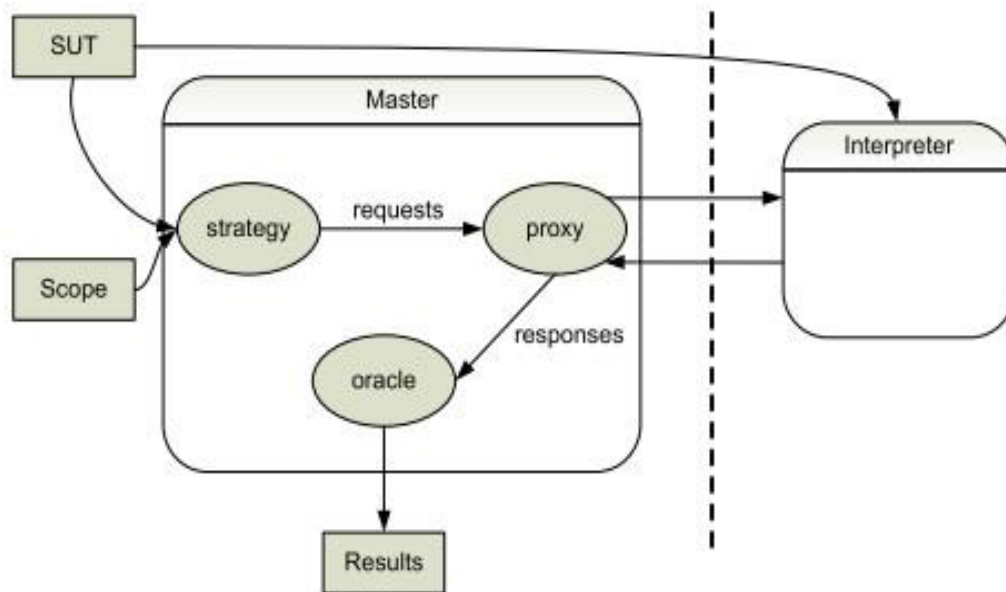 SUT
Master
Interpreter
strategy
requests
proxy
Scope
responses
oracle
Results